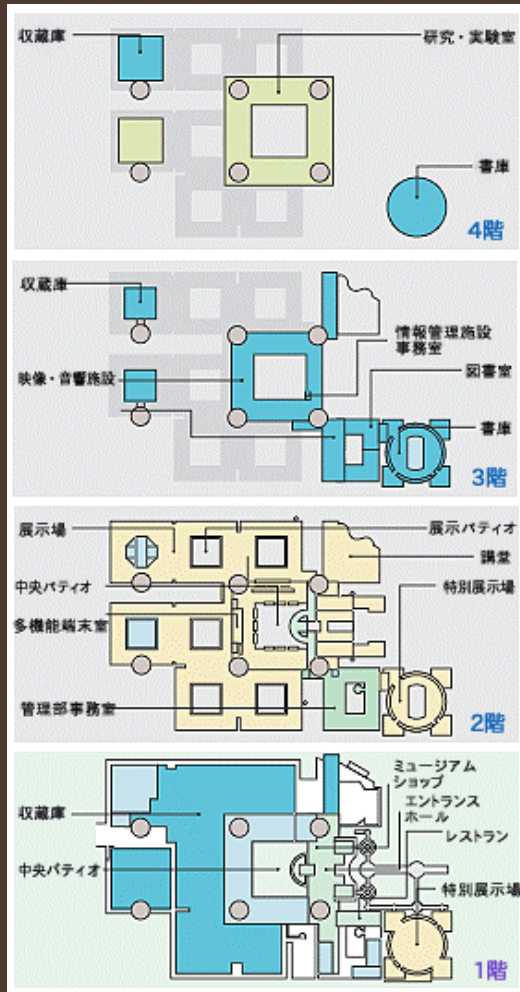 収蔵庫
研究・実験室
書庫
4階
収蔵庫
情報管理施設
事務室
映像・音響施設
図書室
書庫
3階
展示場
展示パティオ
講堂
中央パティオ
特別展示場
多機能端末室
管理部事務室
2階
ミュージアム
ショップ
収蔵庫
エントランス
ホール
レストラン
中央パティオ
特別展示場
1階